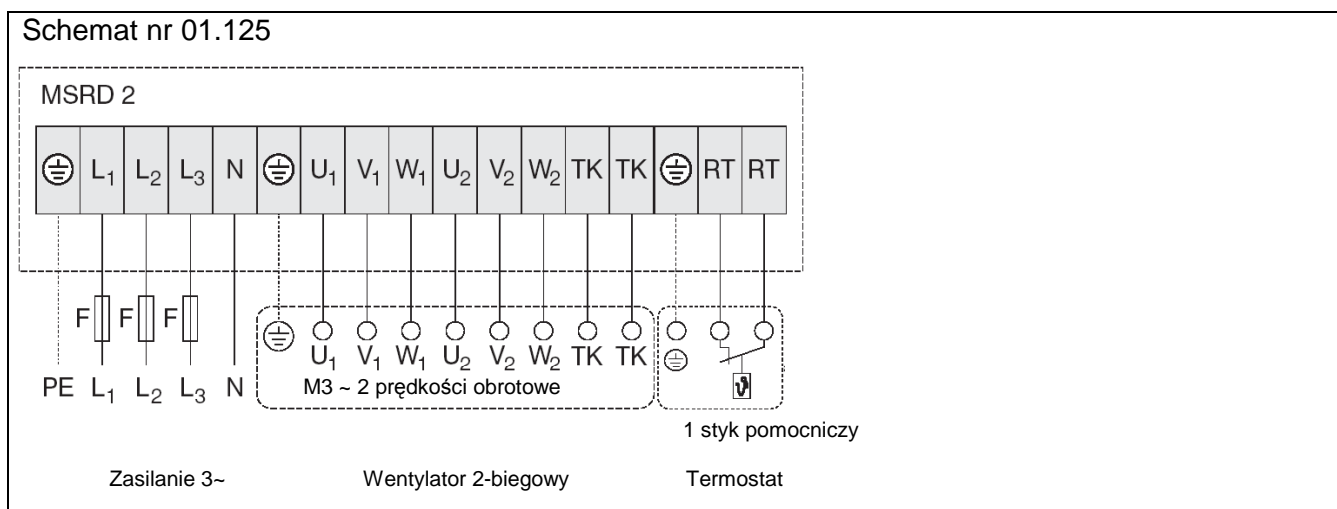 Schemat nr 01.125
MSRD 2
L1 L2 L3 N U1 V1 W1 U2 V2 W2 TK TK RT RT
F F F
U1 V1 W1 U2 V2 W2 TK TK
PE L1 L2 L3 N M3 ~ 2 prędkości obrotowe
1 styk pomocniczy
Zasilanie 3~ Wentylator 2-biegowy Termostat